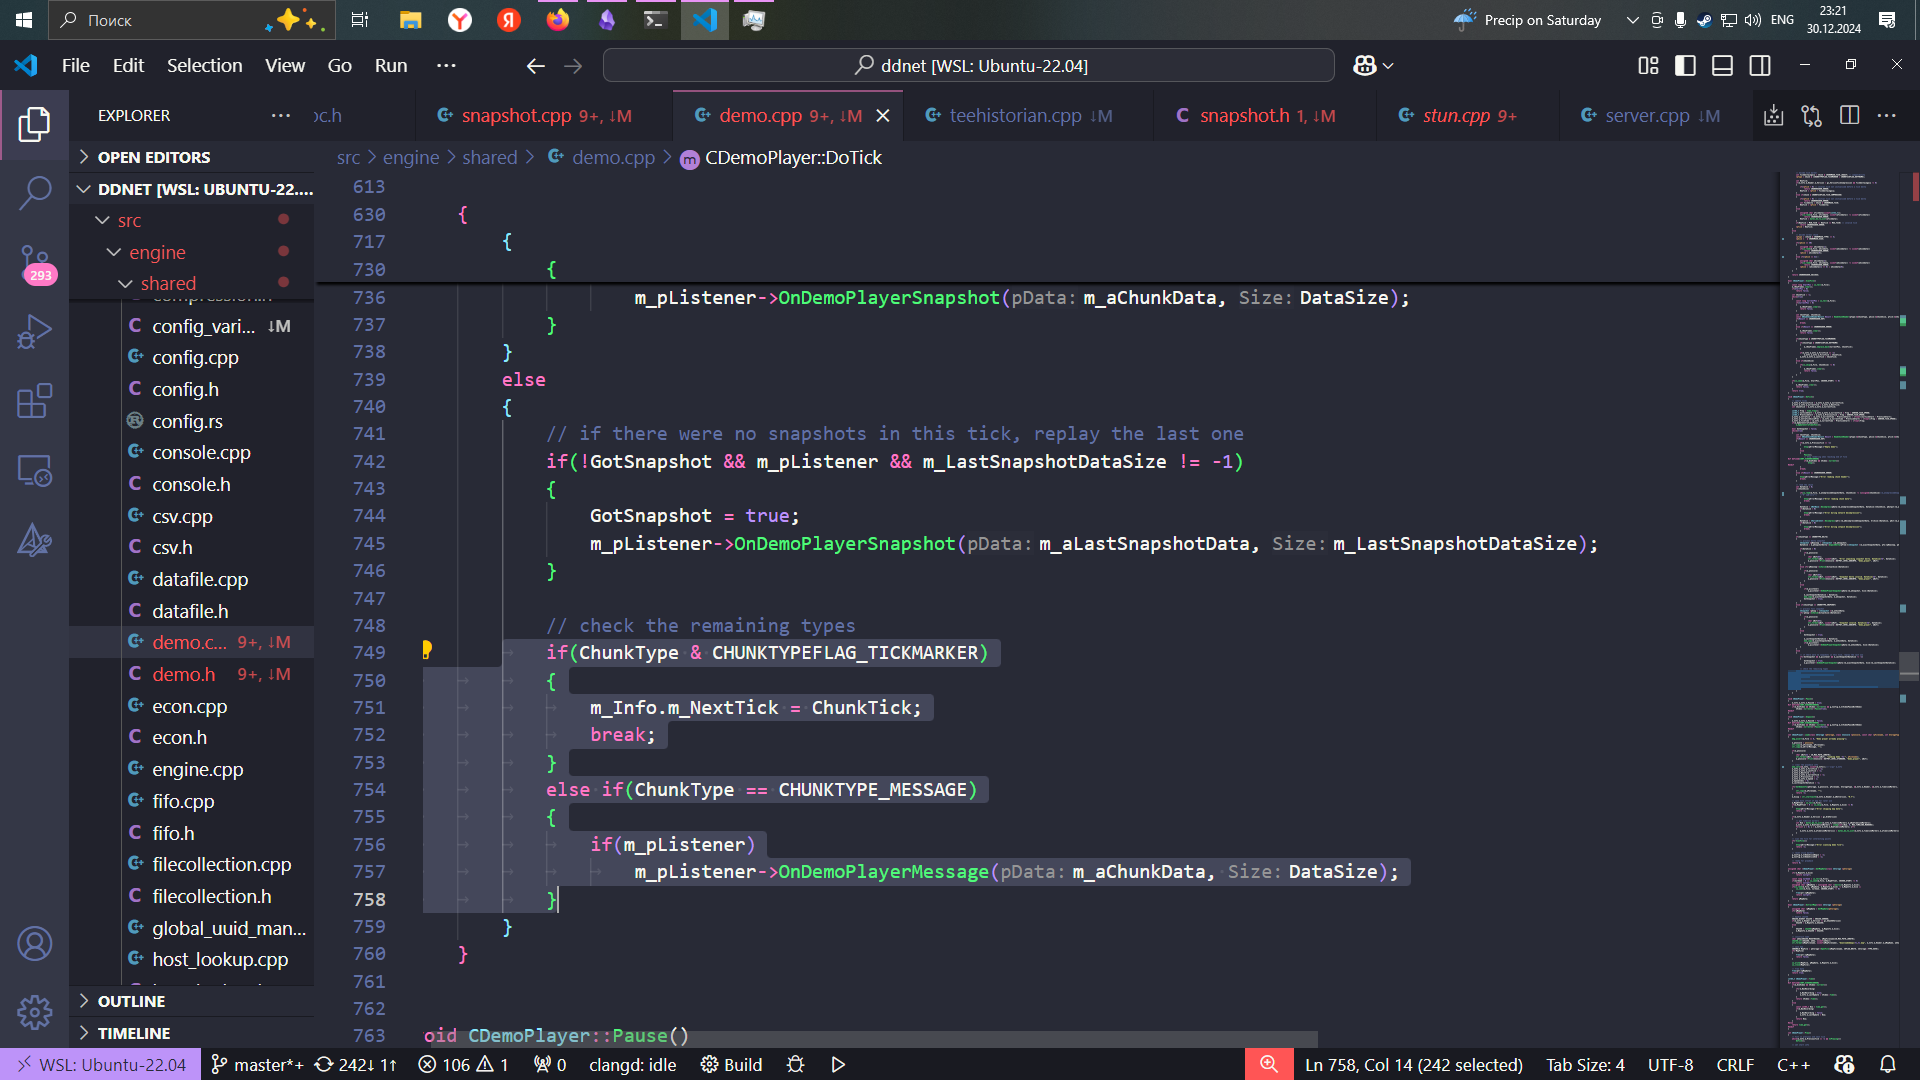 Поиск
Precip on Saturday
ENG
23:21
30.12.2024
File Edit Selection View Go Run ···
ddnet [WSL: Ubuntu-22.04]
EXPLORER
snapshot.cpp 9+, ↓M
demo.cpp 9+, ↓M
teehistorian.cpp ↓M
snapshot.h 1, ↓M
stun.cpp 9+
server.cpp ↓M
src > engine > shared > demo.cpp > CDemoPlayer::DoTick
OPEN EDITORS
DDNET [WSL: UBUNTU-22....
src
engine
shared
config_vari... ↓M
config.cpp
config.h
config.rs
console.cpp
console.h
csv.cpp
csv.h
datafile.cpp
datafile.h
demo.c... 9+, ↓M
demo.h 9+, ↓M
econ.cpp
econ.h
engine.cpp
fifo.cpp
fifo.h
filecollection.cpp
filecollection.h
global_uuid_man...
host_lookup.cpp
OUTLINE
TIMELINE
293
613
630 {
717 {
730 {
736 m_pListener->OnDemoPlayerSnapshot(pData: m_aChunkData, Size: DataSize);
737 }
738 }
739 else
740 {
741 // if there were no snapshots in this tick, replay the last one
742 if(!GotSnapshot && m_pListener && m_LastSnapshotDataSize != -1)
743 {
744 GotSnapshot = true;
745 m_pListener->OnDemoPlayerSnapshot(pData: m_aLastSnapshotData, Size: m_LastSnapshotDataSize);
746 }
747
748 // check the remaining types
749 if(ChunkType & CHUNKTYPEFLAG_TICKMARKER)
750 {
751 m_Info.m_NextTick = ChunkTick;
752 break;
753 }
754 else if(ChunkType == CHUNKTYPE_MESSAGE)
755 {
756 if(m_pListener)
757 m_pListener->OnDemoPlayerMessage(pData: m_aChunkData, Size: DataSize);
758 }
759 }
760 }
761
762
763 oid CDemoPlayer::Pause()
WSL: Ubuntu-22.04 master*+ 242↓ 1↑ 106 1 0 clangd: idle Build Ln 758, Col 14 (242 selected) Tab Size: 4 UTF-8 CRLF C++